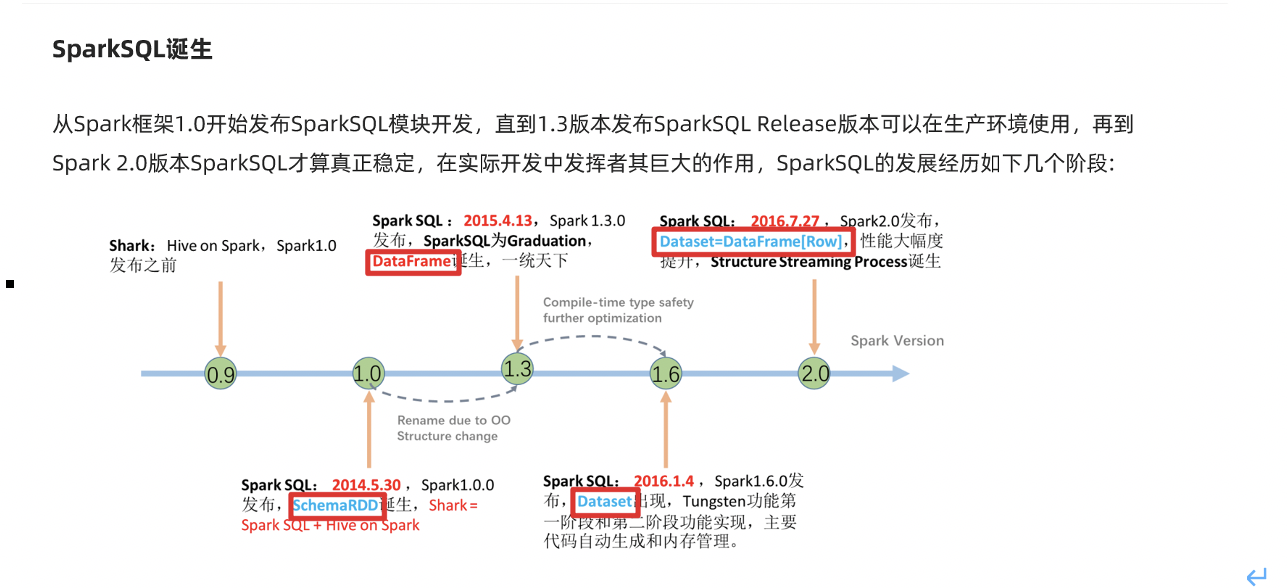 SparkSQL诞生
从Spark框架1.0开始发布SparkSQL模块开发，直到1.3版本发布SparkSQL Release版本可以在生产环境使用，再到
Spark 2.0版本SparkSQL才算真正稳定，在实际开发中发挥者其巨大的作用，SparkSQL的发展经历如下几个阶段：
Shark： Hive on Spark，Spark1.0
发布之前
Spark SQL ： 2015.4.13， Spark 1.3.0
发布，SparkSQL为Graduation，
DataFrame诞生，一统天下
Spark SQL： 2016.7.27 ，Spark2.0发布，
Dataset=DataFrame[Row]， 性能大幅度
提升，Structure Streaming Process诞生
Compile-time type safety
further optimization
Spark Version
0.9
1.0
1.3
1.6
2.0
Rename due to OO
Structure change
Spark SQL： 2014.5.30 ，Spark1.0.0
发布，SchemaRDD诞生，Shark =
Spark SQL + Hive on Spark
Spark SQL： 2016.1.4 ，Spark1.6.0发
布，Dataset出现，Tungsten功能第
一阶段和第二阶段功能实现，主要
代码自动生成和内存管理。